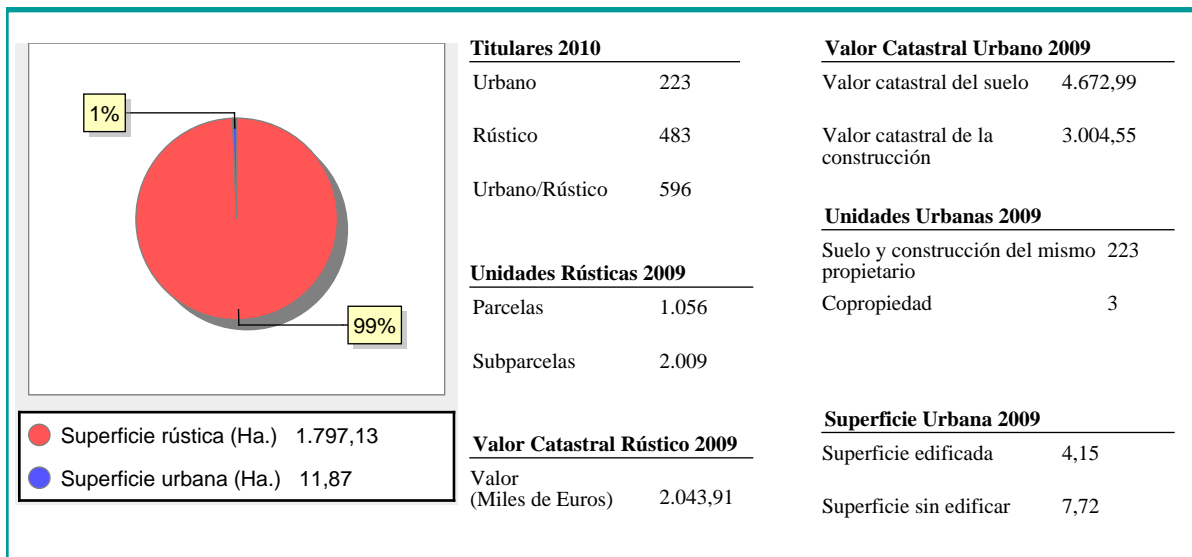 1%
99%
Superficie rústica (Ha.) 1.797,13
Superficie urbana (Ha.) 11,87
Titulares 2010
Urbano 223
Rústico 483
Urbano/Rústico 596
Unidades Rústicas 2009
Parcelas 1.056
Subparcelas 2.009
Valor Catastral Rústico 2009
Valor
(Miles de Euros) 2.043,91
Valor Catastral Urbano 2009
Valor catastral del suelo 4.672,99
Valor catastral de la 3.004,55
construcción
Unidades Urbanas 2009
Suelo y construcción del mismo 223
propietario
Copropiedad 3
Superficie Urbana 2009
Superficie edificada 4,15
Superficie sin edificar 7,72